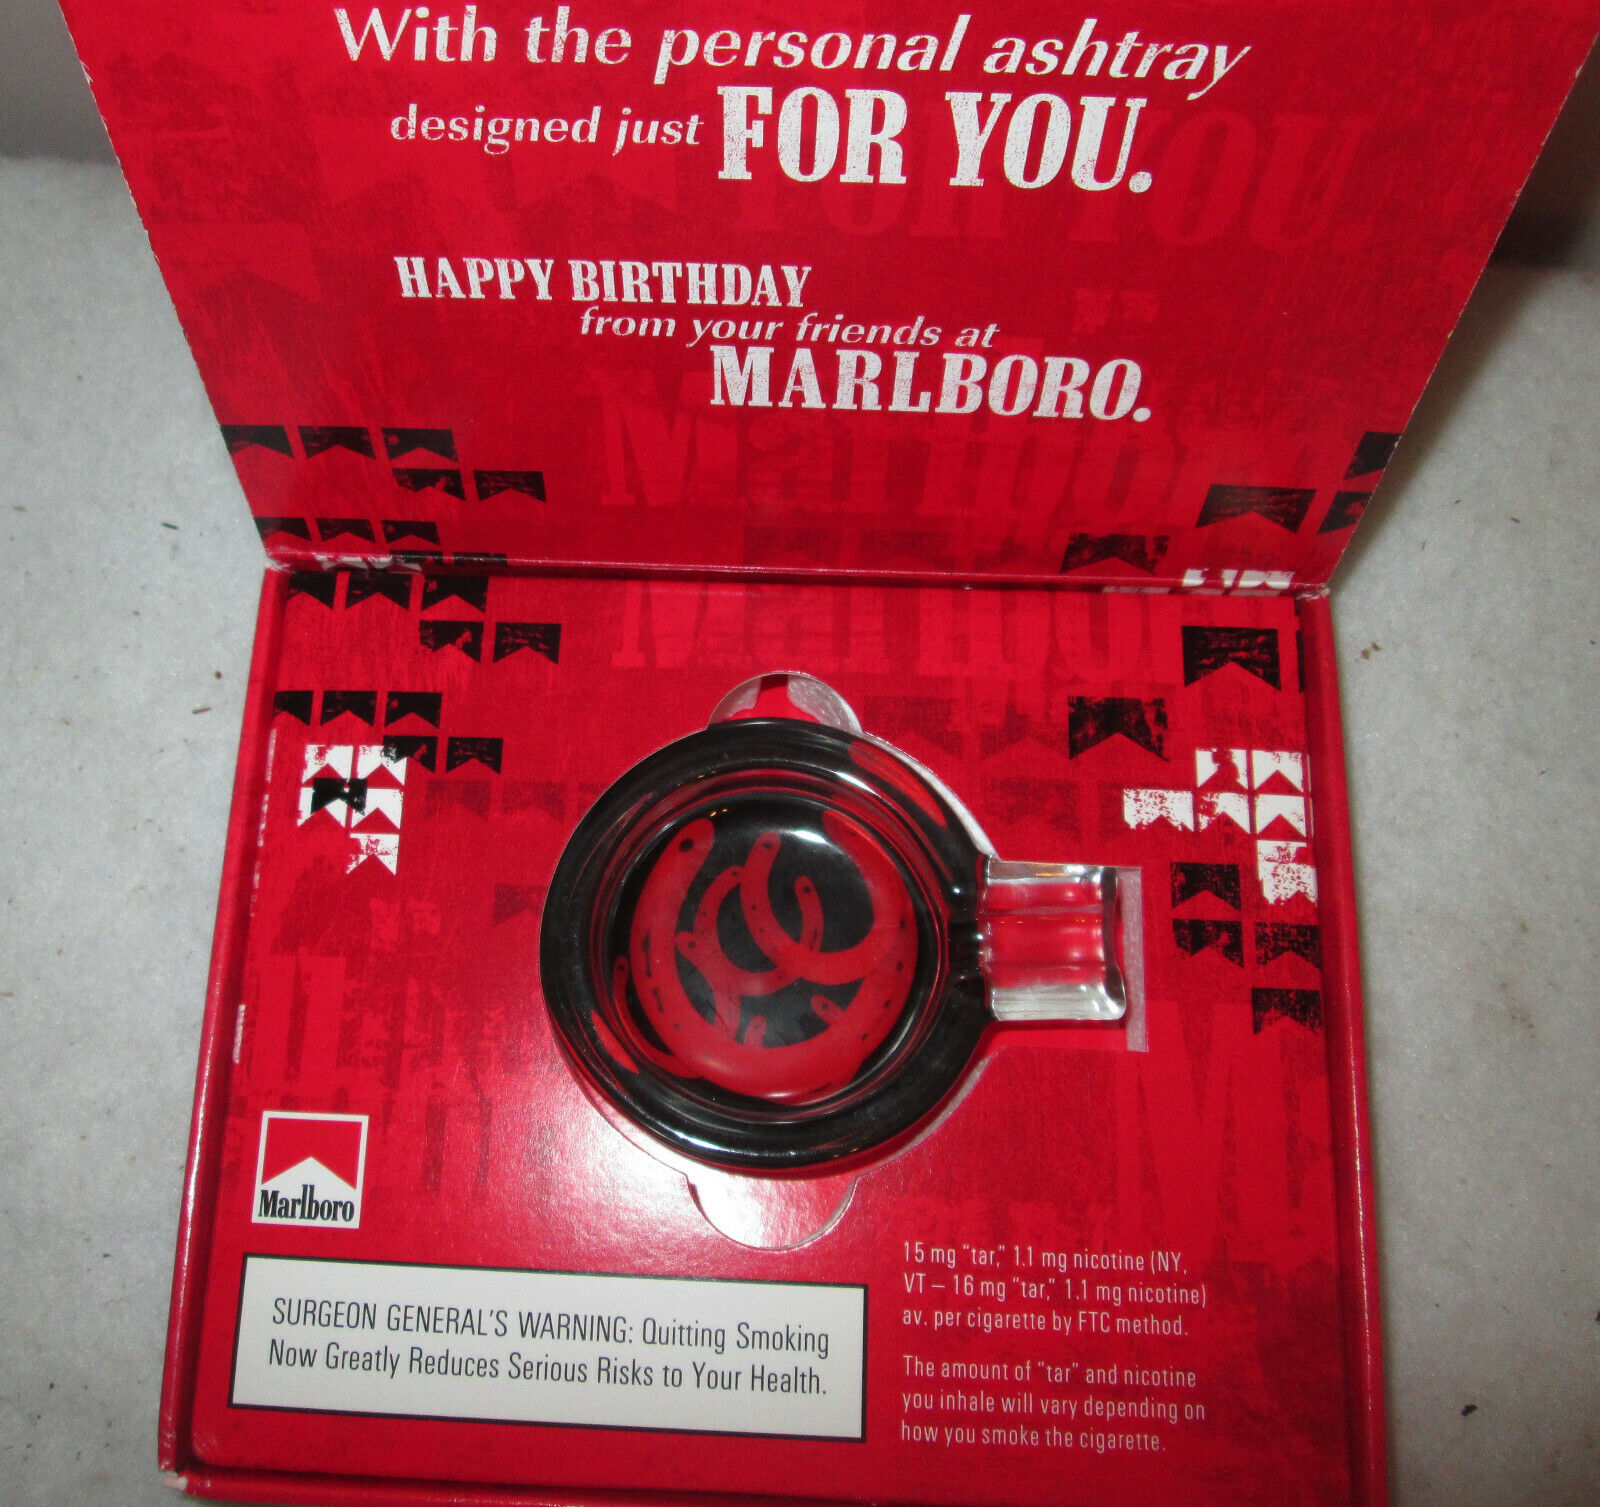 With the personal ashtray
designed just FOR YOU.
HAPPY BIRTHDAY
from your friends at
MARLBORO.
Marlboro
SURGEON GENERAL'S WARNING: Quitting Smoking
Now Greatly Reduces Serious Risks to Your Health.
15 mg "tar," 1.1 mg nicotine (NY,
VT – 16 mg "tar," 1.1 mg nicotine)
av. per cigarette by FTC method.
The amount of "tar" and nicotine
you inhale will vary depending on
how you smoke the cigarette.